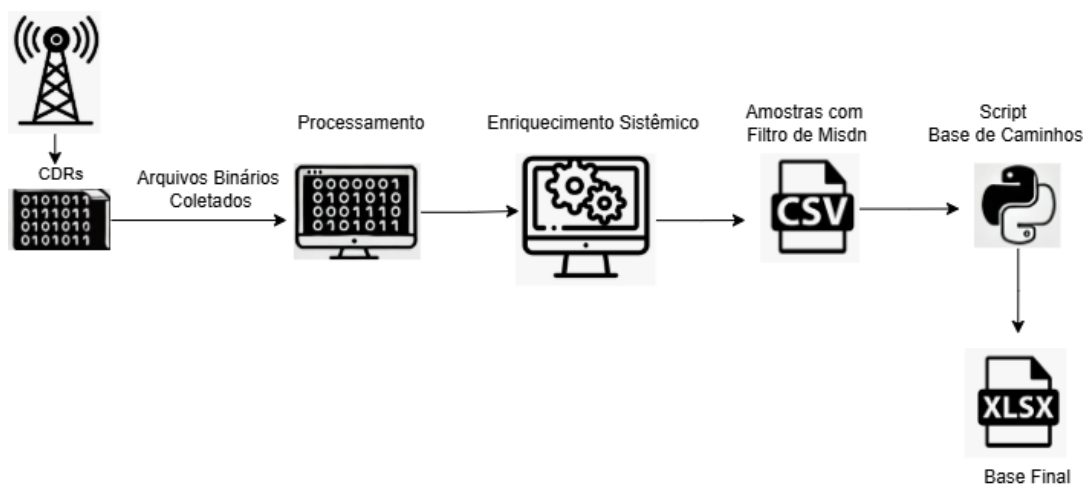 CDRs
0101011
0111011
0101010
0101011
Arquivos Binários
Coletados
Processamento
0000001
0101010
0001110
0101011
Enriquecimento Sistêmico
Amostras com
Filtro de Misdn
CSV
Script
Base de Caminhos
XLSX
Base Final